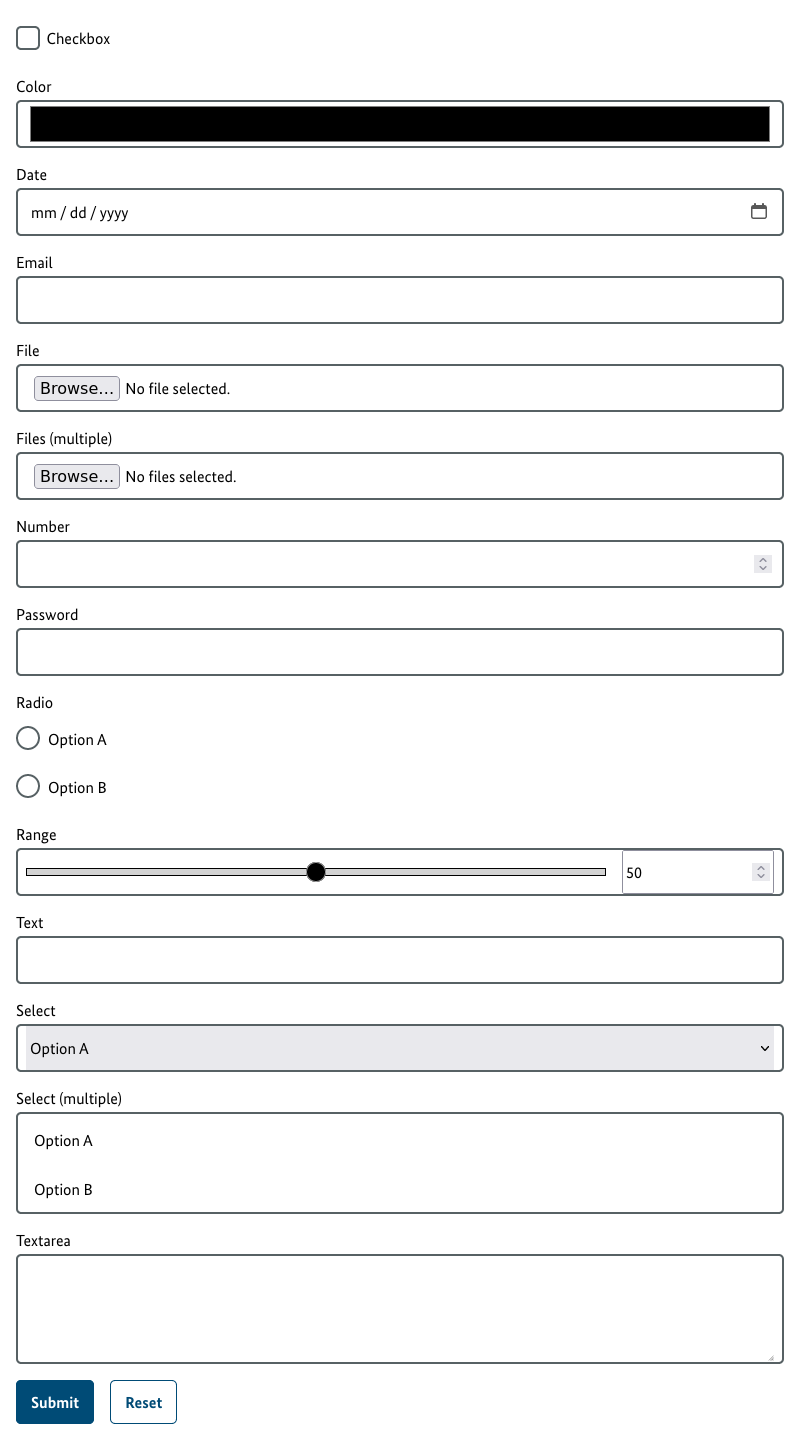 Checkbox
Color
Date
mm / dd / yyyy
Email
File
Browse... No file selected.
Files (multiple)
Browse... No files selected.
Number
Password
Radio
Option A
Option B
Range
50
Text
Select
Option A
Select (multiple)
Option A
Option B
Textarea
Submit Reset